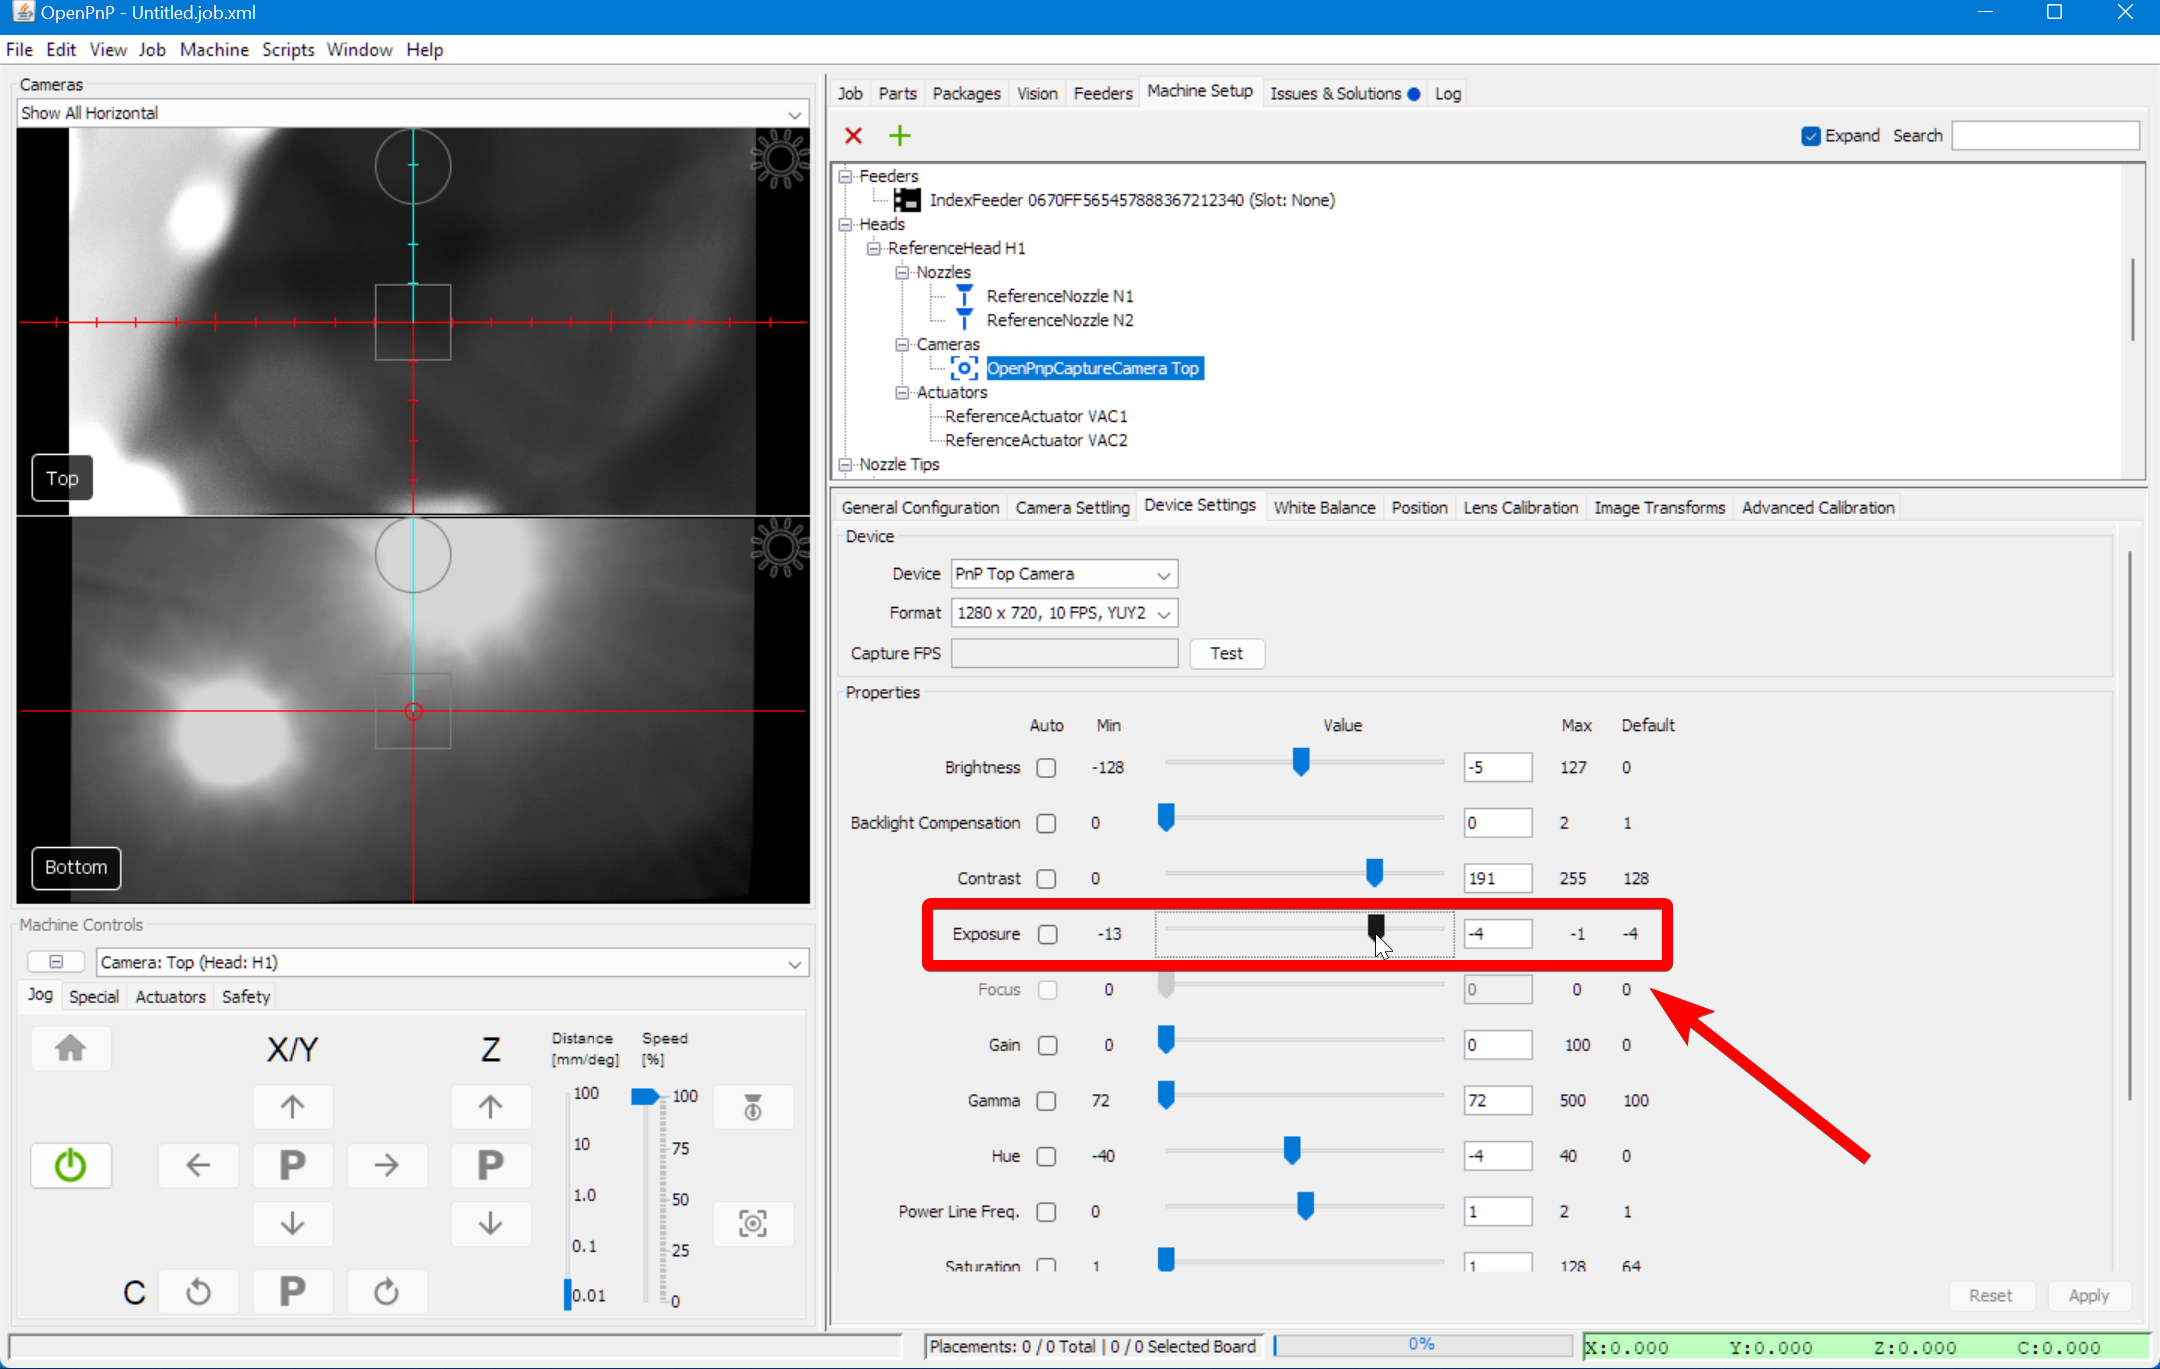 OpenPnP - Untitled.job.xml
File Edit View Job Machine Scripts Window Help
Cameras
Show All Horizontal
Top
Bottom
Machine Controls
Camera: Top (Head: H1)
Jog Special Actuators Safety
X/Y Z Distance [mm/deg] Speed [%]
100 100
10 75
P P
1.0 50
0.1 25
C P 0.01 0
Job Parts Packages Vision Feeders Machine Setup Issues & Solutions Log
Expand Search
Feeders
IndexFeeder 0670FF565457888367212340 (Slot: None)
Heads
ReferenceHead H1
Nozzles
ReferenceNozzle N1
ReferenceNozzle N2
Cameras
OpenPnpCaptureCamera Top
Actuators
ReferenceActuator VAC1
ReferenceActuator VAC2
Nozzle Tips
General Configuration Camera Settling Device Settings White Balance Position Lens Calibration Image Transforms Advanced Calibration
Device
Device PnP Top Camera
Format 1280 x 720, 10 FPS, YUY2
Capture FPS Test
Properties
Auto Min Value Max Default
Brightness -128 -5 127 0
Backlight Compensation 0 0 2 1
Contrast 0 191 255 128
Exposure -13 -4 -1 -4
Focus 0 0 0 0
Gain 0 0 100 0
Gamma 72 72 500 100
Hue -40 -4 40 0
Power Line Freq. 0 1 2 1
Saturation 1 1 128 64
Reset Apply
Placements: 0 / 0 Total | 0 / 0 Selected Board 0% X:0.000 Y:0.000 Z:0.000 C:0.000